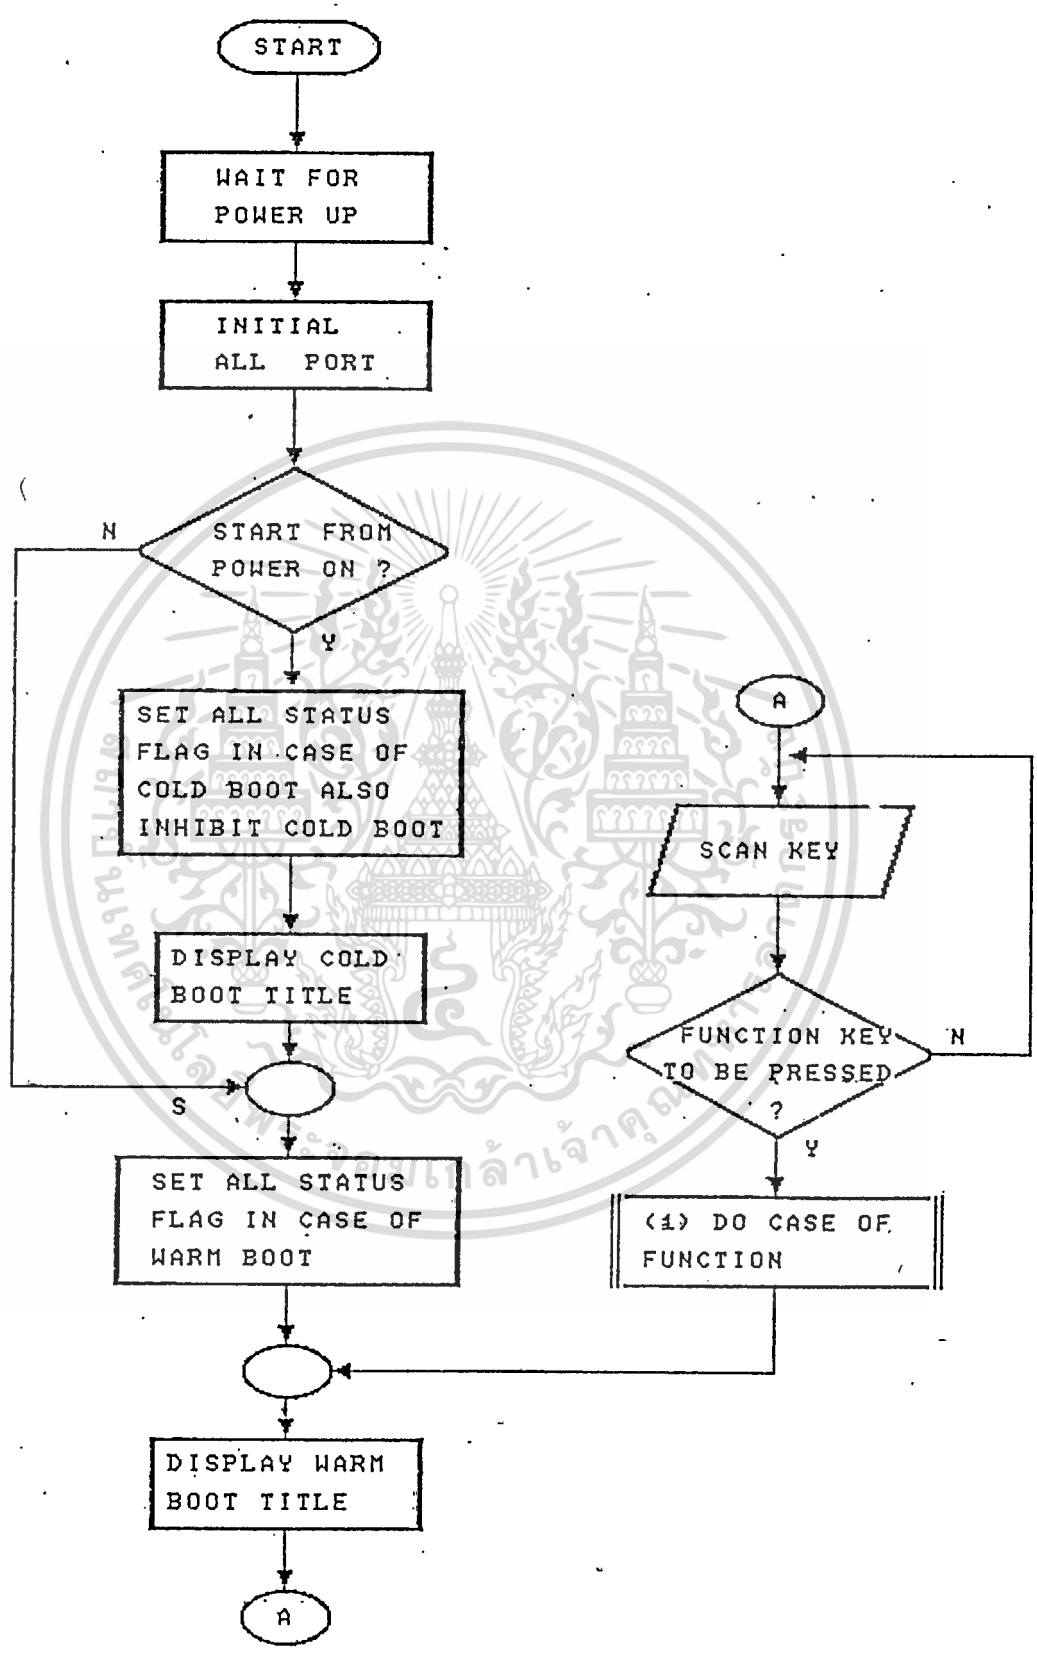 START
WAIT FOR
POWER UP
INITIAL
ALL PORT
START FROM
POWER ON ?
N
Y
SET ALL STATUS
FLAG IN CASE OF
COLD BOOT ALSO
INHIBIT COLD BOOT
DISPLAY COLD
BOOT TITLE
S
SET ALL STATUS
FLAG IN CASE OF
WARM BOOT
DISPLAY WARM
BOOT TITLE
A
A
SCAN KEY
FUNCTION KEY
TO BE PRESSED
?
N
Y
(1) DO CASE OF
FUNCTION